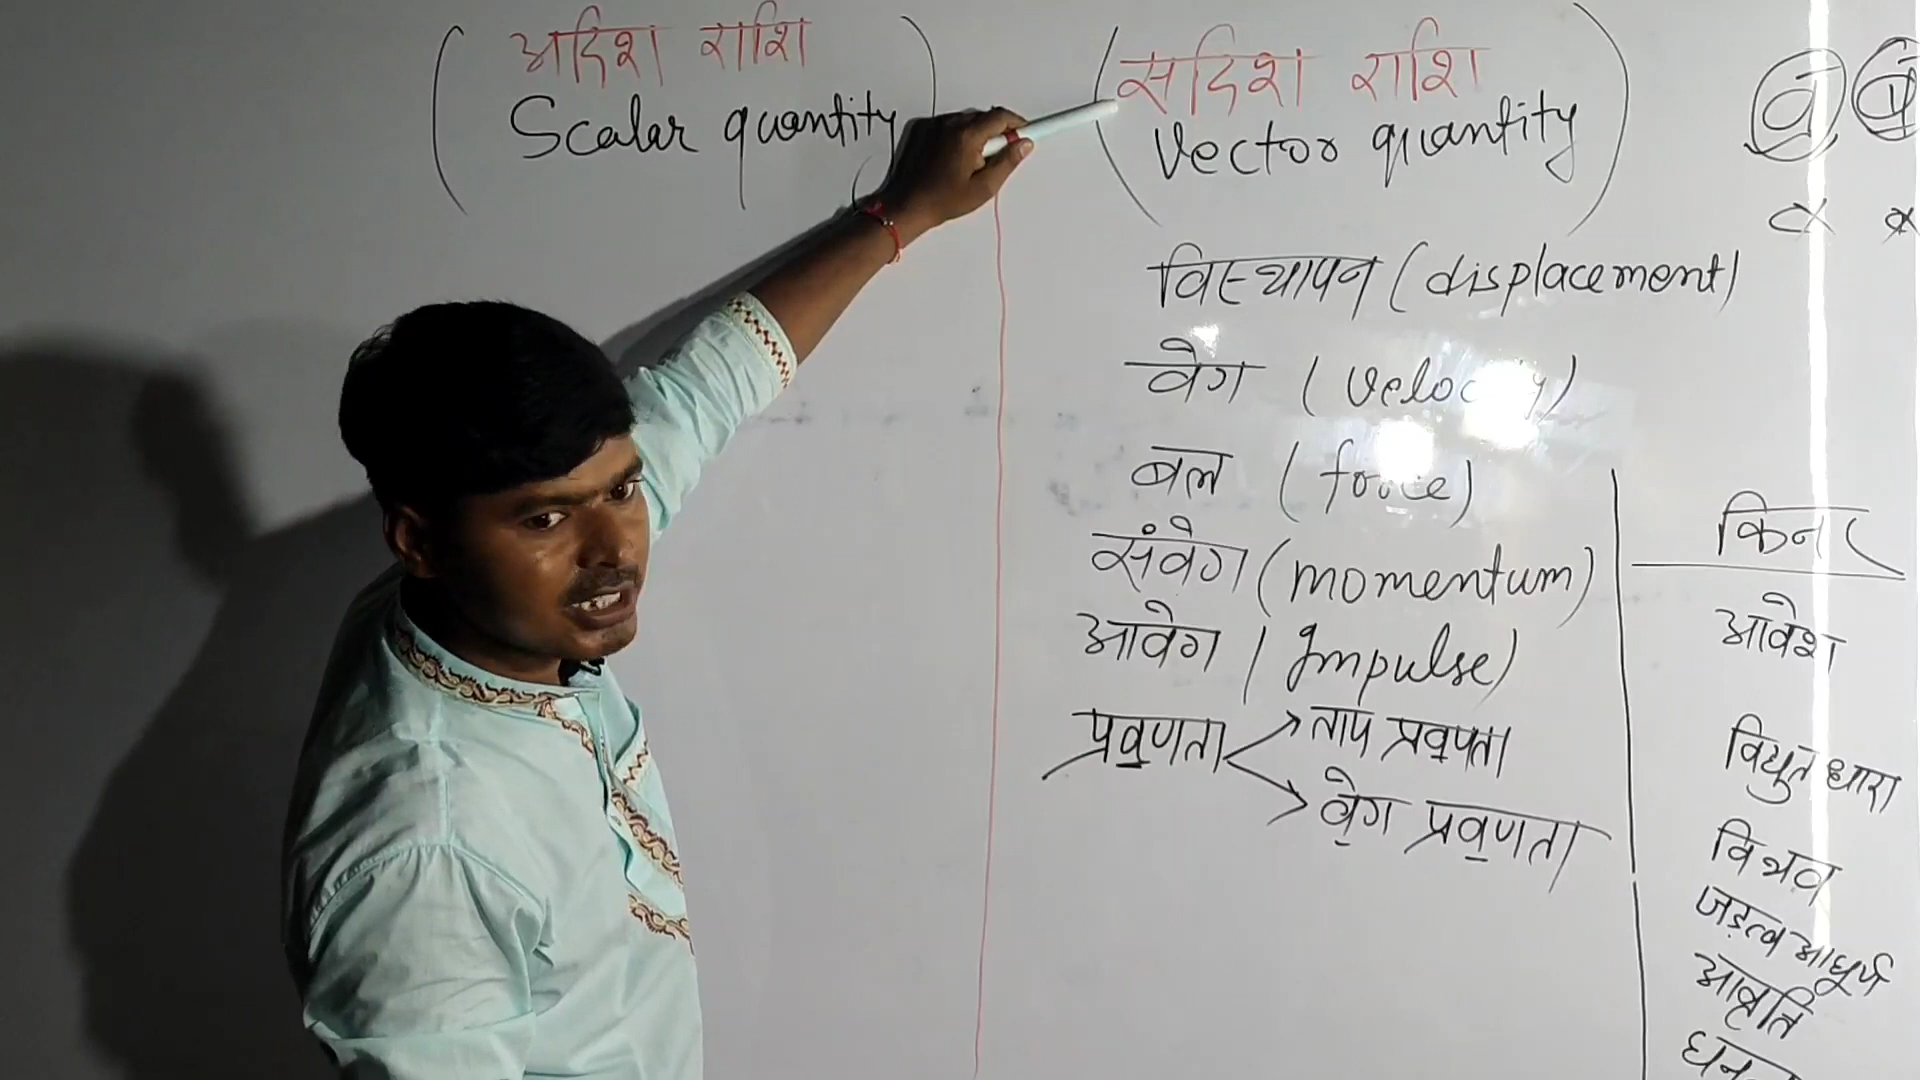 अदिश राशि
Scalar quantity
सदिश राशि
Vector quantity
विस्थापन (displacement)
वेग (velocity)
बल (force)
संवेग (momentum)
आवेग (Impulse)
प्रवणता
ताप प्रवणता
वेग प्रवणता
व
व
किनार
आवेश
विद्युत धारा
विभव
जड़त्व आघूर्ण
आवृति
घन